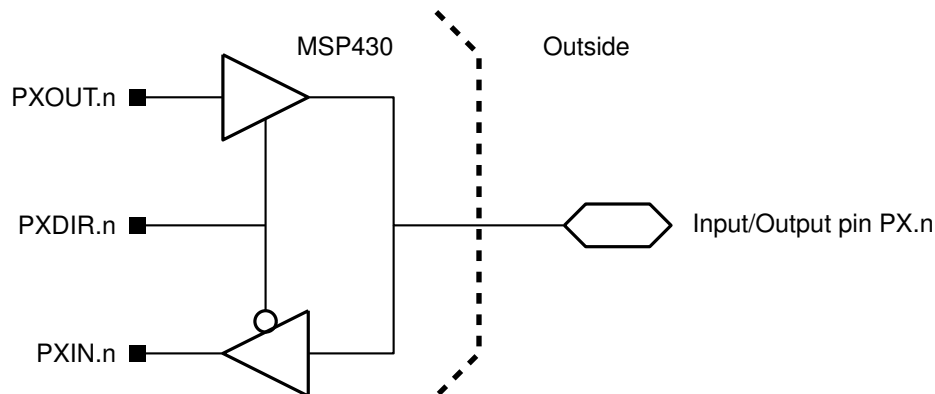 MSP430
Outside
PXOUT.n
PXDIR.n
Input/Output pin PX.n
PXIN.n